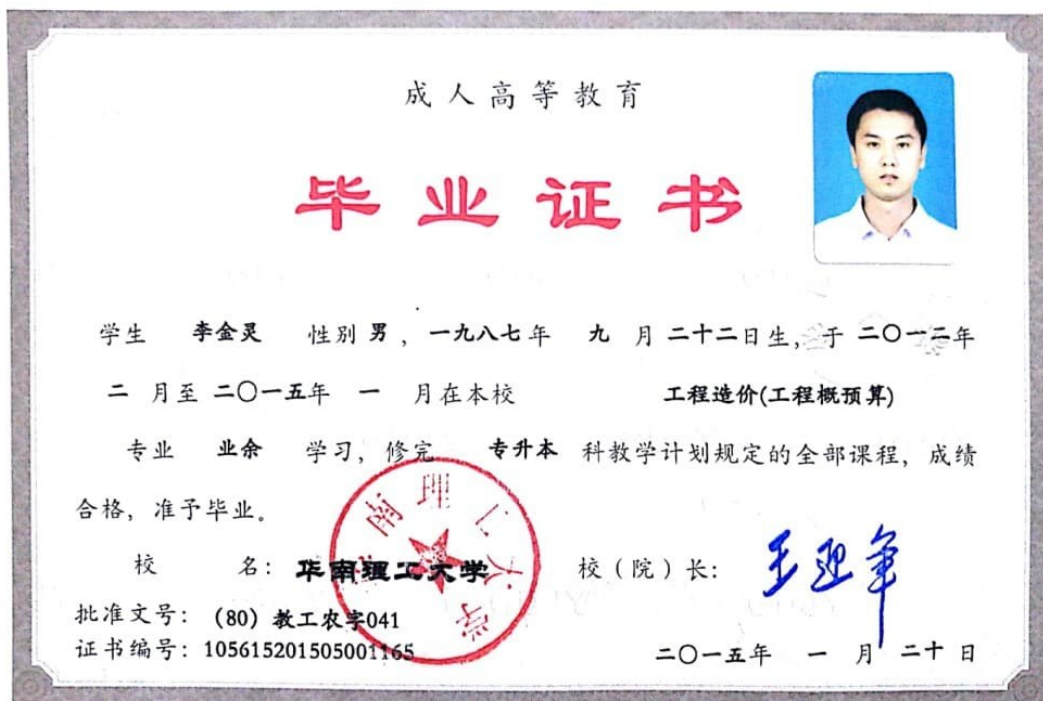 成人高等教育
毕业证书
学生 李金灵 性别 男 , 一九八七年 九 月 二十二日生, 于 二〇一二年
二 月至 二〇一五年 一 月在本校 工程造价(工程概预算)
专业 业余 学习, 修完 专升本 科教学计划规定的全部课程, 成绩
合格, 准予毕业。
校 名: 华南理工大学 校(院)长: 王迎军
批准文号: (80) 教工农字041
证书编号: 105615201505001165
二〇一五年 一 月 二十 日
华南理工大学